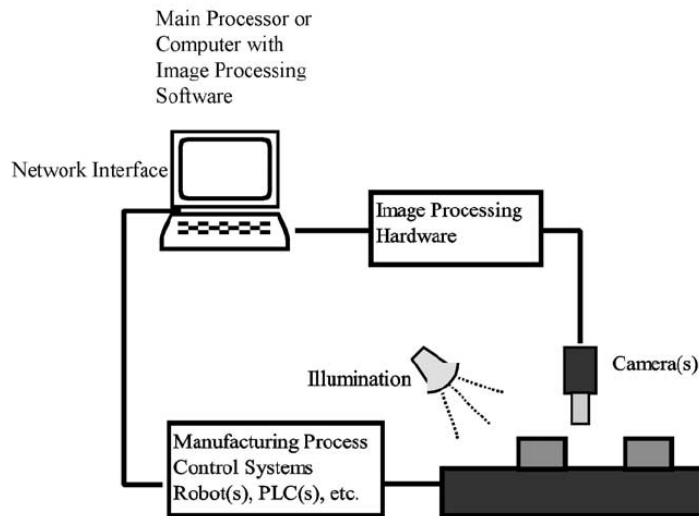 Main Processor or
Computer with
Image Processing
Software
Network Interface
Image Processing
Hardware
Illumination
Camera(s)
Manufacturing Process
Control Systems
Robot(s), PLC(s), etc.